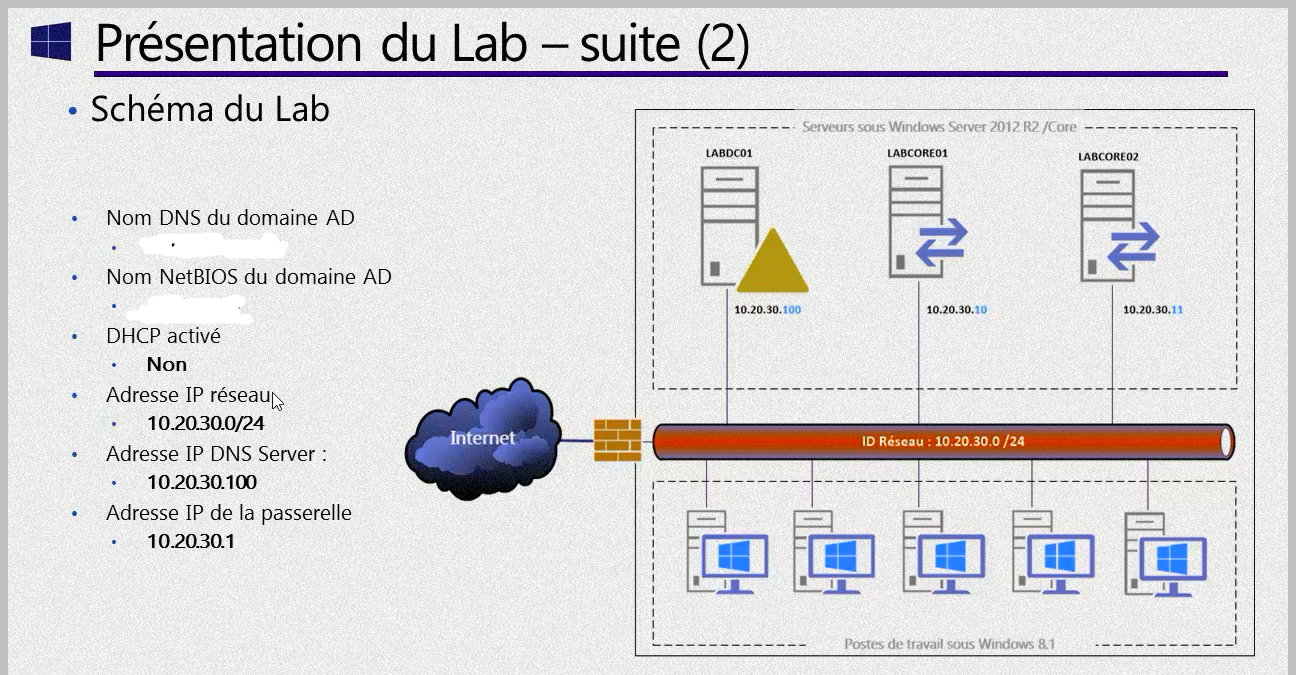 Présentation du Lab – suite (2)
• Schéma du Lab
• Nom DNS du domaine AD
• Nom NetBIOS du domaine AD
• DHCP activé
• Non
• Adresse IP réseau
• 10.20.30.0/24
• Adresse IP DNS Server :
• 10.20.30.100
• Adresse IP de la passerelle
• 10.20.30.1
Serveurs sous Windows Server 2012 R2 /Core
LABDC01
LABCORE01
LABCORE02
10.20.30.100
10.20.30.10
10.20.30.11
Internet
ID Réseau : 10.20.30.0 /24
Postes de travail sous Windows 8.1